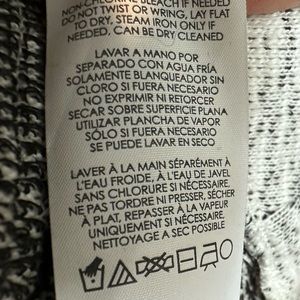 NON-CHLORINE BLEACH IF NEEDED
DO NOT TWIST OR WRING, LAY FLAT
TO DRY, STEAM IRON ONLY IF
NEEDED, CAN BE DRY CLEANED
LAVAR A MANO POR
SEPARADO CON AGUA FRÍA
SOLAMENTE BLANQUEADOR SIN
CLORO SI FUERA NECESARIO
NO EXPRIMIR NI RETORCER
SECAR SOBRE SUPERFICIE PLANA
UTILIZAR PLANCHA DE VAPOR
SÓLO SI FUERA NECESARIO
SE PUEDE LAVAR EN SECO
LAVER À LA MAIN SÉPARÉMENT À
L'EAU FROIDE, À L'EAU DE JAVEL
SANS CHLORURE SI NÉCESSAIRE,
NE PAS TORDRE NI PRESSER, SÉCHER
À PLAT, REPASSER À LA VAPEUR
UNIQUEMENT SI NÉCESSAIRE,
NETTOYAGE A SEC POSSIBLE